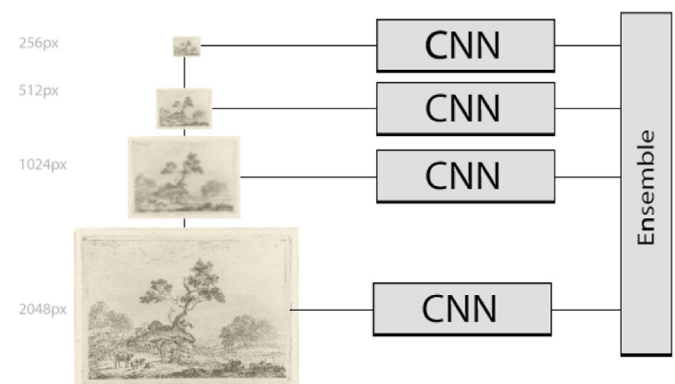 256px
CNN
512px
CNN
1024px
CNN
2048px
CNN
Ensemble